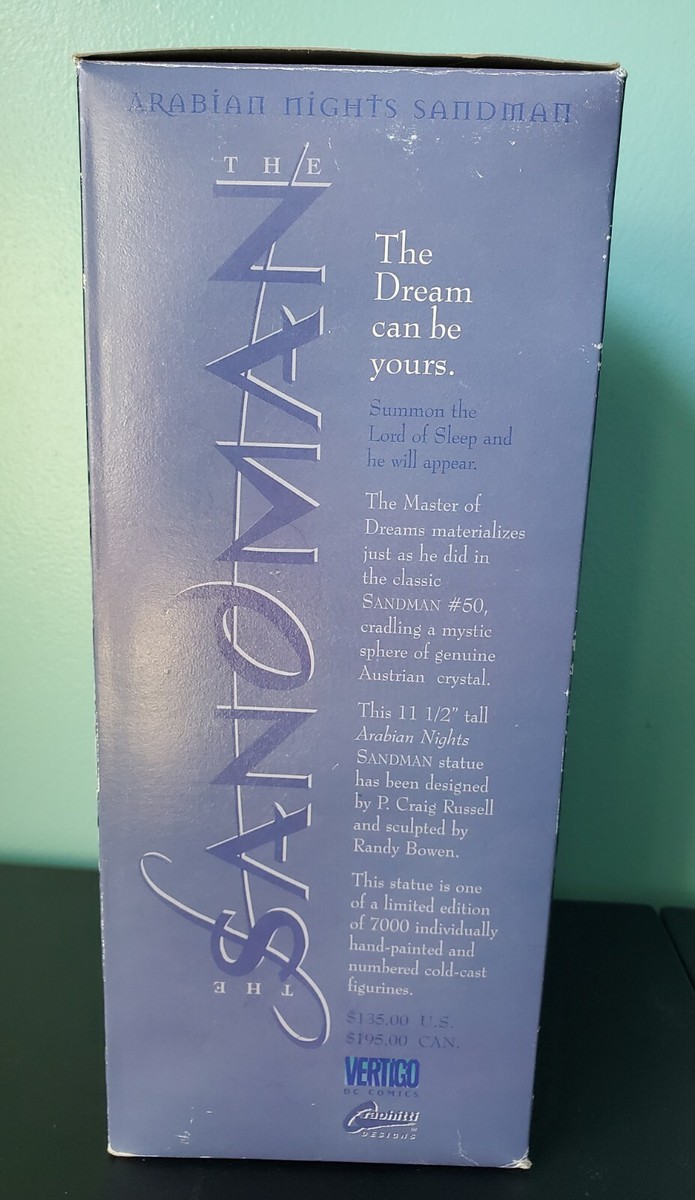 ARABIAN NIGHTS SANDMAN
THE
SANDMAN
THE
The
Dream
can be
yours.
Summon the
Lord of Sleep and
he will appear.
The Master of
Dreams materializes
just as he did in
the classic
SANDMAN #50,
cradling a mystic
sphere of genuine
Austrian crystal.
This 11 1/2" tall
Arabian Nights
SANDMAN statue
has been designed
by P. Craig Russell
and sculpted by
Randy Bowen.
This statue is one
of a limited edition
of 7000 individually
hand-painted and
numbered cold-cast
figurines.
$135.00 U.S.
$195.00 CAN.
VERTIGO
DC COMICS
Graphitti
DESIGNS